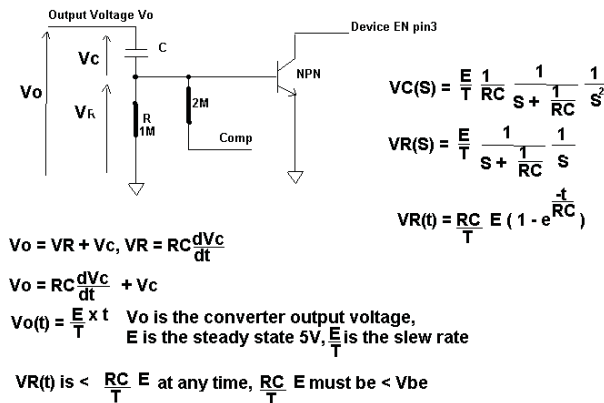 Output Voltage Vo
Device EN pin3
C
Vc
NPN
Vo
VR
R
1M
2M
Comp
VC(S) = E/T 1/RC 1/(S + 1/RC) 1/S²
VR(S) = E/T 1/(S + 1/RC) 1/S
VR(t) = RC/T E ( 1 - e^(-t/RC) )
Vo = VR + Vc, VR = RC dVc/dt
Vo = RC dVc/dt + Vc
Vo(t) = E/T x t Vo is the converter output voltage,
E is the steady state 5V, E/T is the slew rate
VR(t) is < RC/T E at any time, RC/T E must be < Vbe